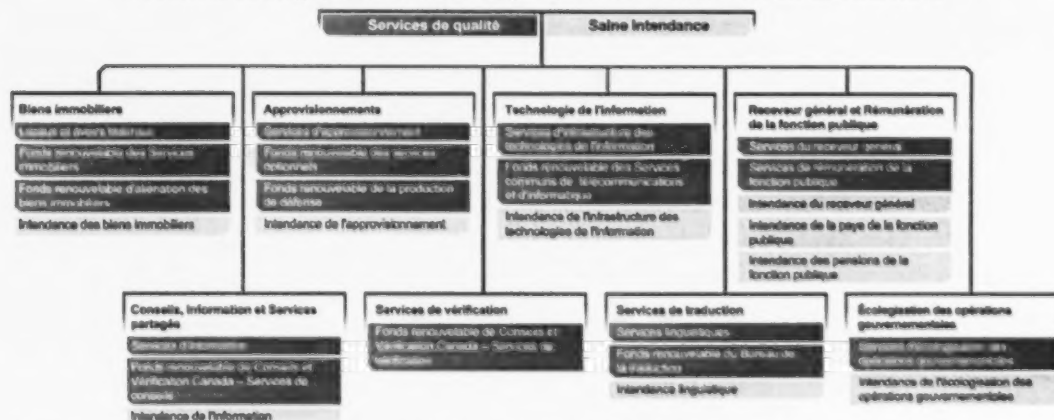 Services de qualité
Saine intendance
Biens immobiliers
Locaux et avoirs fédéraux
Fonds renouvelable des Services
immobiliers
Fonds renouvelable d'aliénation des
biens immobiliers
Intendance des biens immobiliers
Approvisionnements
Services d'approvisionnement
Fonds renouvelable des services
optionnels
Fonds renouvelable de la production
de défense
Intendance de l'approvisionnement
Technologie de l'information
Services d'infrastructure des
technologies de l'information
Fonds renouvelable des Services
communs de télécommunications
et d'informatique
Intendance de l'infrastructure des
technologies de l'information
Receveur général et Rémunération
de la fonction publique
Services du receveur général
Services de rémunération de la
fonction publique
Intendance du receveur général
Intendance de la paye de la fonction
publique
Intendance des pensions de la
fonction publique
Conseils, Information et Services
partagés
Services d'information
Fonds renouvelable de Conseils et
Vérification Canada – Services de
conseils
Intendance de l'information
Services de vérification
Fonds renouvelable de Conseils et
Vérification Canada – Services de
vérification
Services de traduction
Services linguistiques
Fonds renouvelable du Bureau de
la traduction
Intendance linguistique
Écologisation des opérations
gouvernementales
Services d'écologisation des
opérations gouvernementales
Intendance de l'écologisation des
opérations gouvernementales